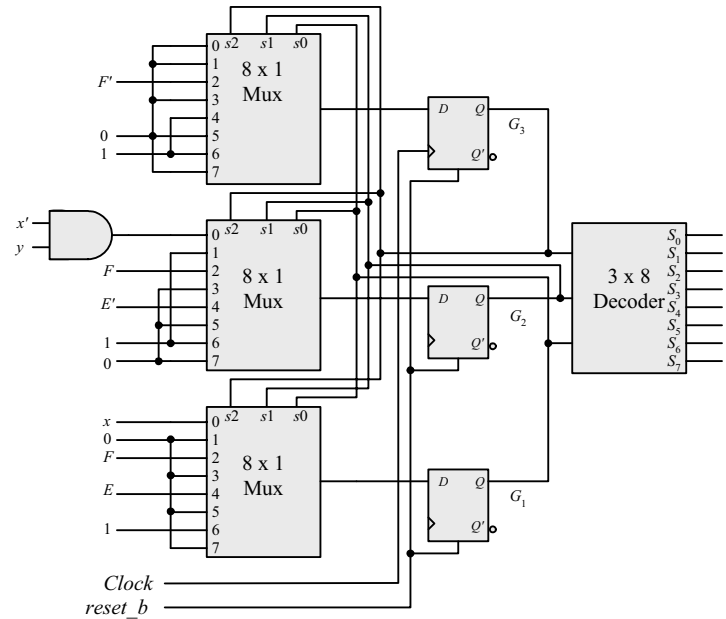 s2 s1 s0
0
1
F' 2
3
4
0 5
1 6
7
8 x 1
Mux
D Q
Q'
G3
x'
y
s2 s1 s0
0
1
F 2
3
E' 4
5
1 6
0 7
8 x 1
Mux
D Q
Q'
G2
3 x 8
Decoder
S0
S1
S2
S3
S4
S5
S6
S7
s2 s1 s0
x 0
0 1
F 2
3
E 4
5
1 6
7
8 x 1
Mux
D Q
Q'
G1
Clock
reset_b